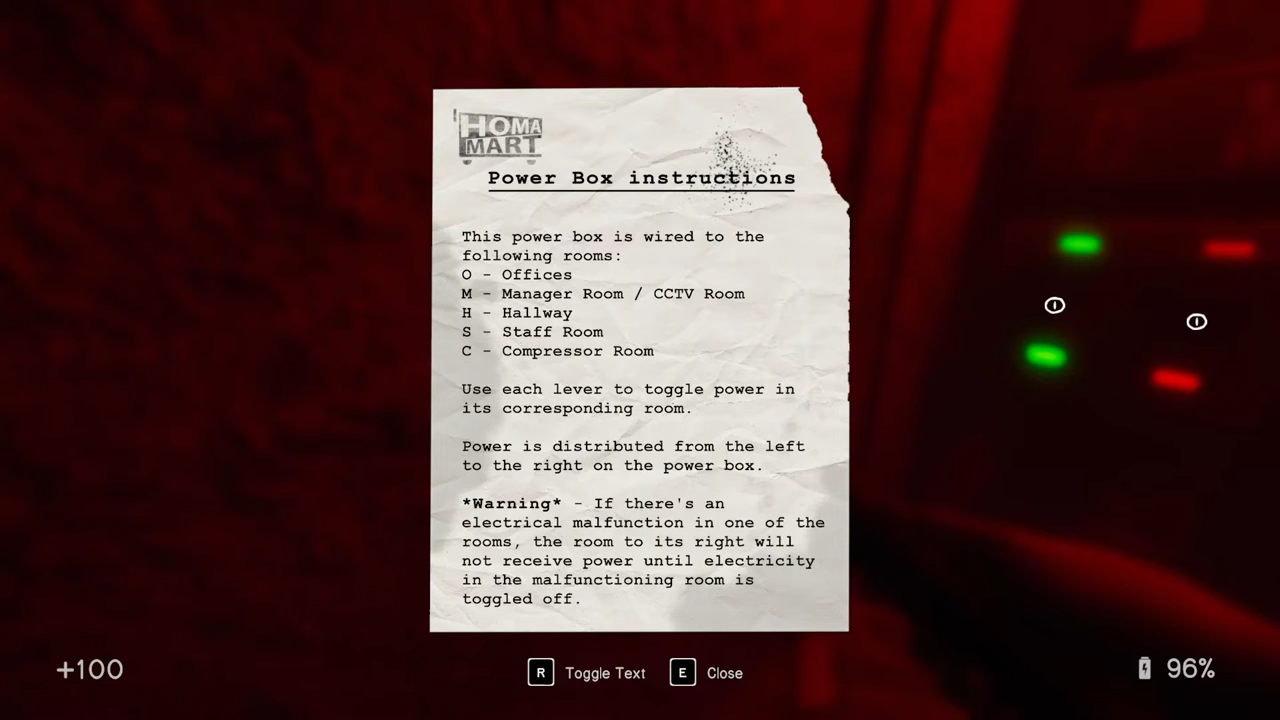 HOMA
MART
Power Box instructions
This power box is wired to the
following rooms:
O - Offices
M - Manager Room / CCTV Room
H - Hallway
S - Staff Room
C - Compressor Room
Use each lever to toggle power in
its corresponding room.
Power is distributed from the left
to the right on the power box.
*Warning* - If there's an
electrical malfunction in one of the
rooms, the room to its right will
not receive power until electricity
in the malfunctioning room is
toggled off.
+100
R Toggle Text E Close
96%